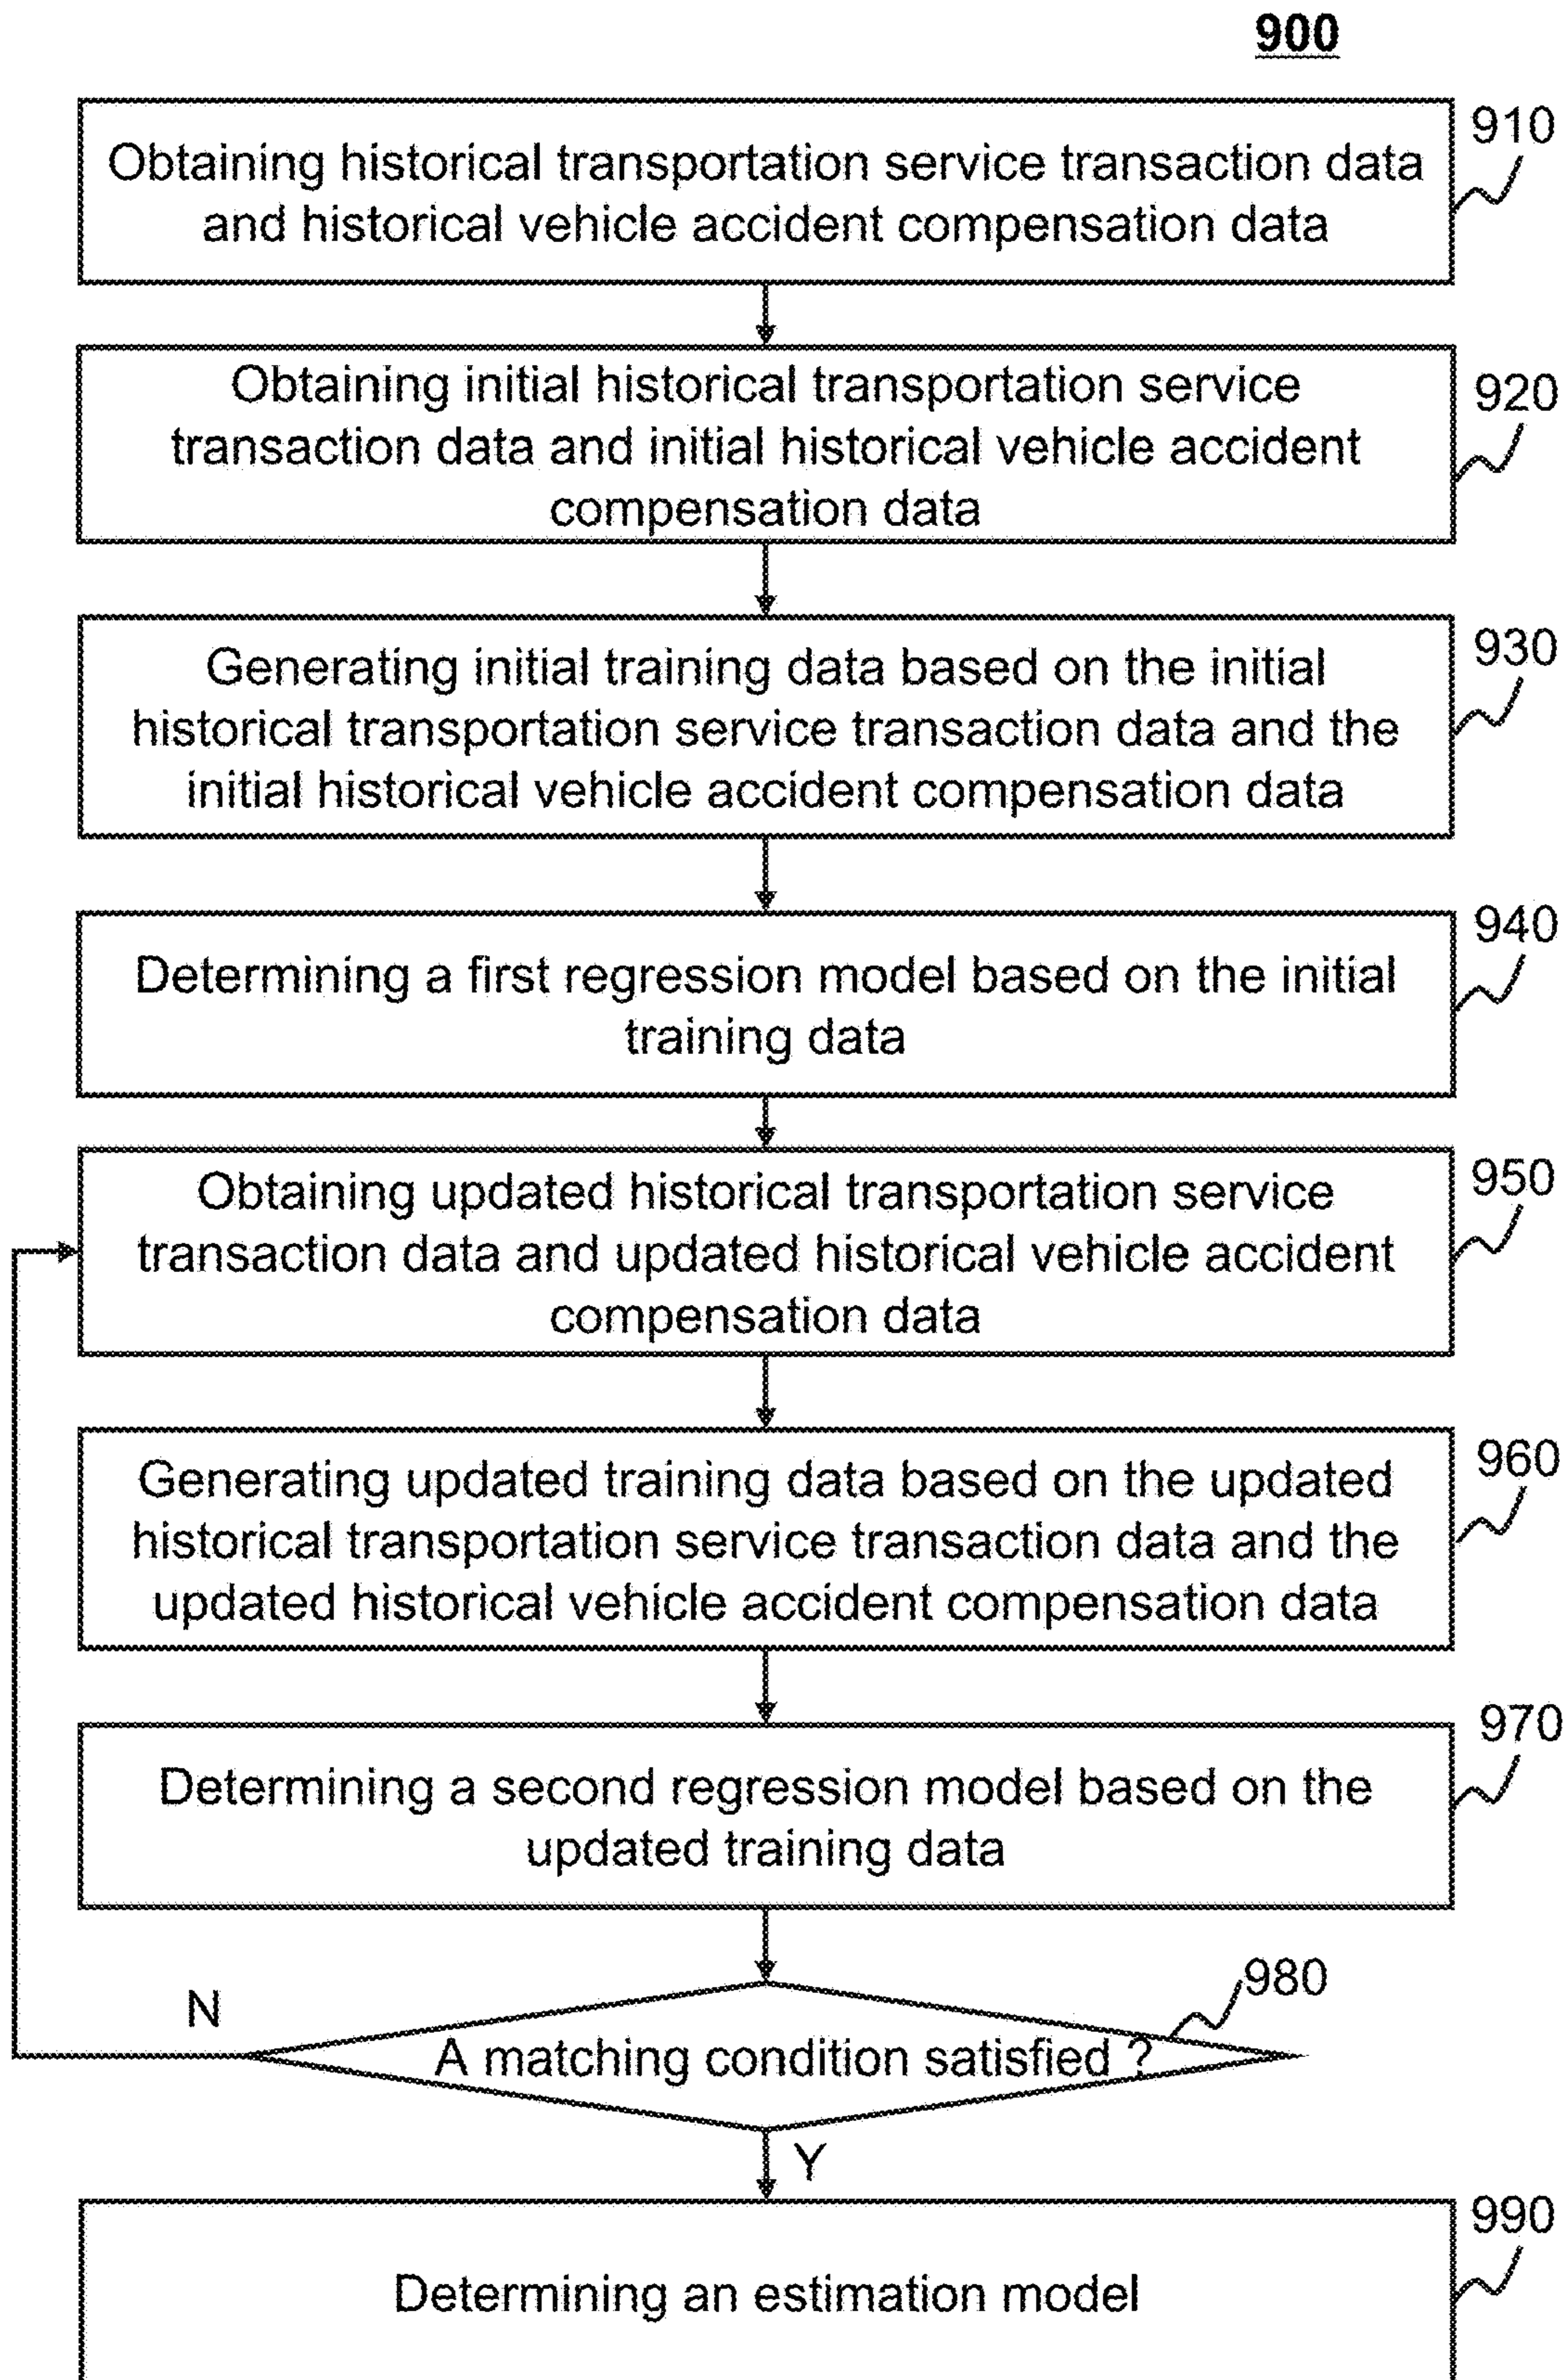 900
910
Obtaining historical transportation service transaction data
and historical vehicle accident compensation data
920
Obtaining initial historical transportation service
transaction data and initial historical vehicle accident
compensation data
930
Generating initial training data based on the initial
historical transportation service transaction data and the
initial historical vehicle accident compensation data
940
Determining a first regression model based on the initial
training data
950
Obtaining updated historical transportation service
transaction data and updated historical vehicle accident
compensation data
960
Generating updated training data based on the updated
historical transportation service transaction data and the
updated historical vehicle accident compensation data
970
Determining a second regression model based on the
updated training data
980
N
A matching condition satisfied ?
Y
990
Determining an estimation model